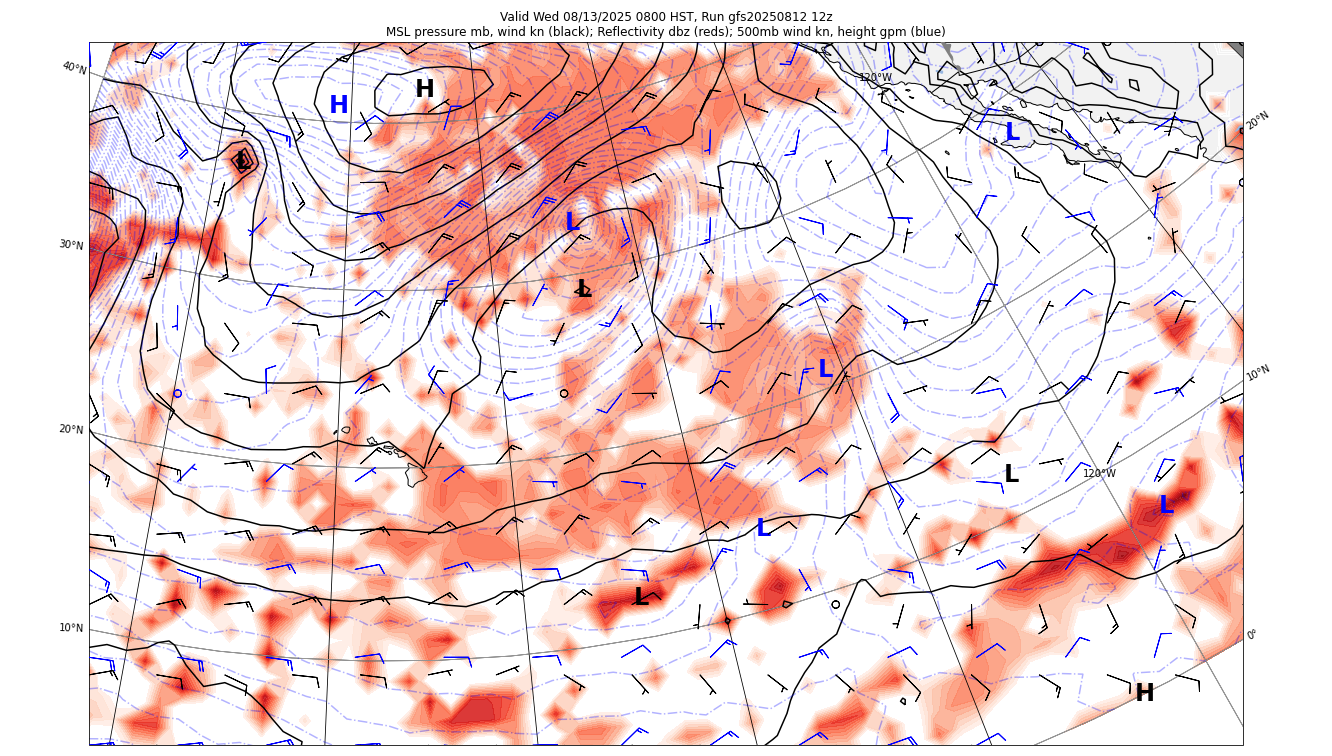 Valid Wed 08/13/2025 0800 HST, Run gfs20250812 12z
MSL pressure mb, wind kn (black); Reflectivity dbz (reds); 500mb wind kn, height gpm (blue)
40°N
120°W
H
H
20°N
L
L
L
30°N
L
L
10°N
20°N
L
120°W
L
L
L
10°N
0°
H